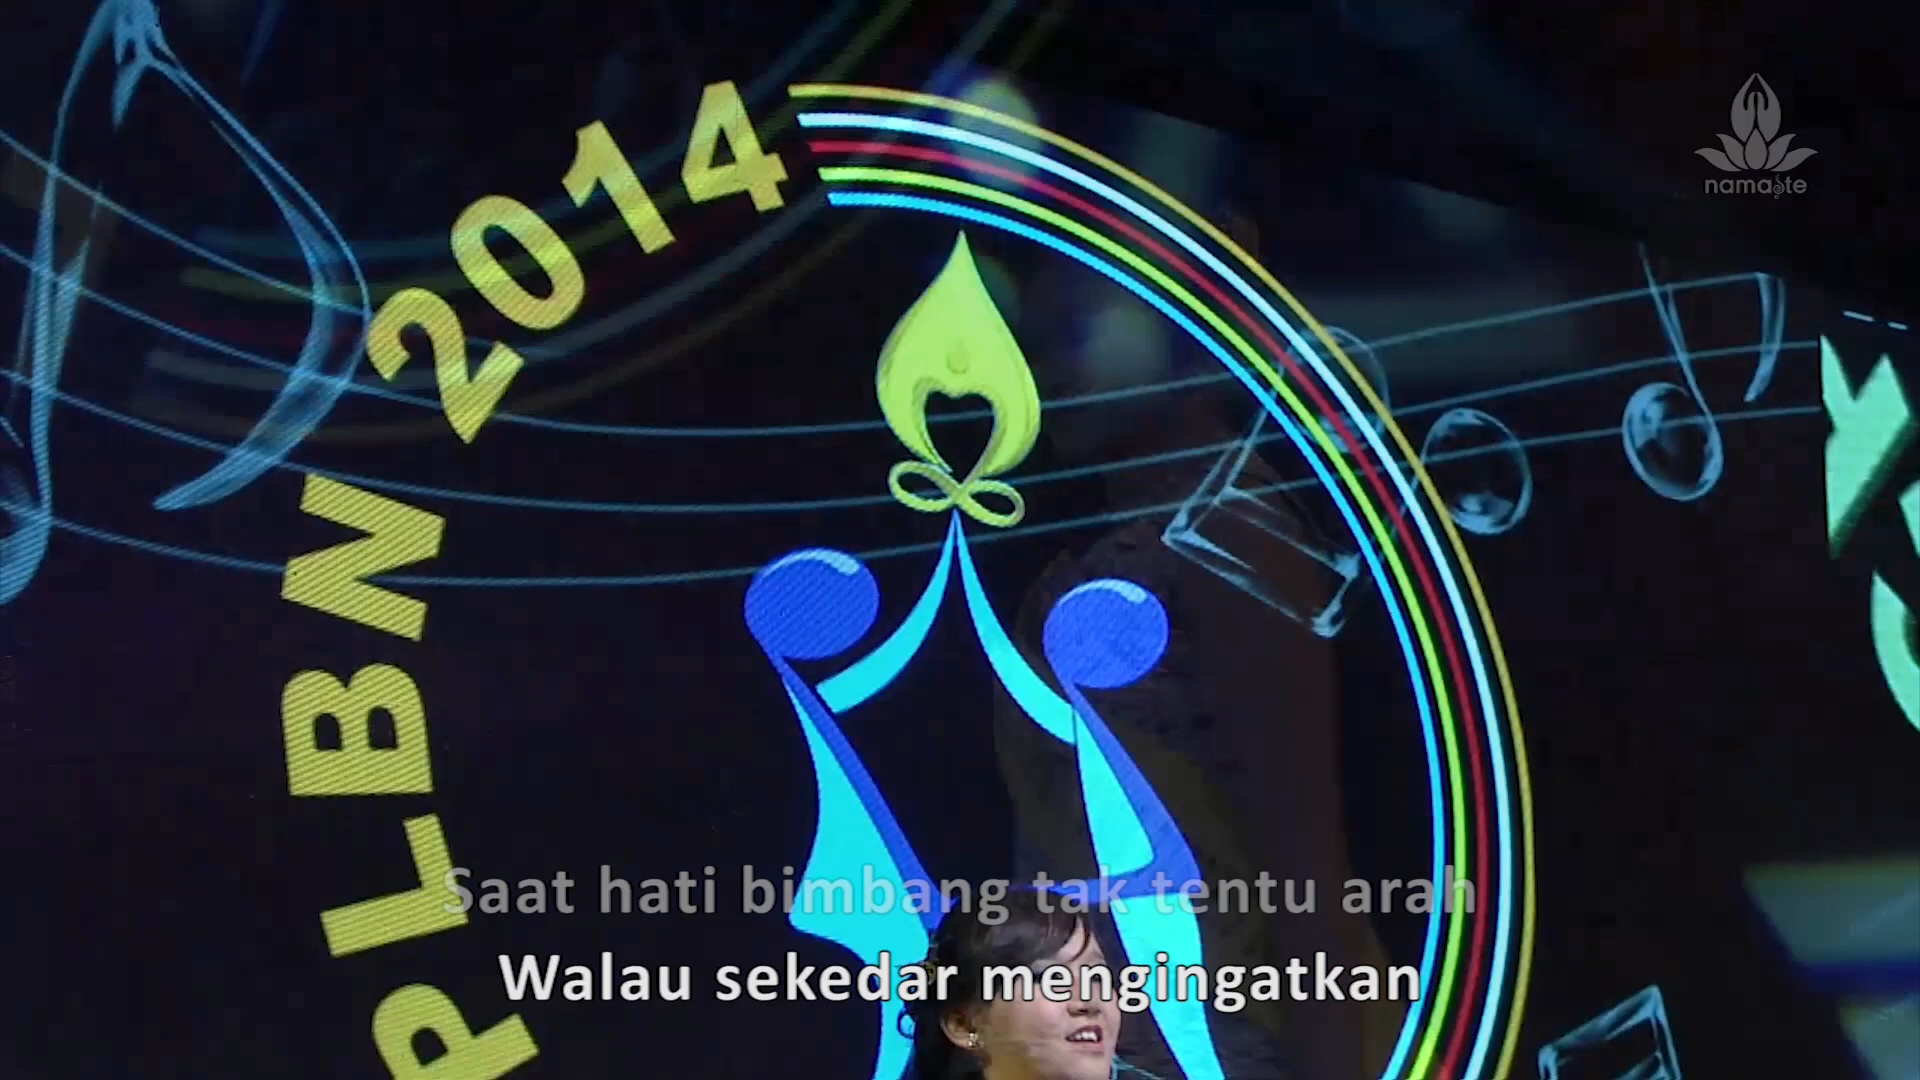 PLBN 2014
namaste
Saat hati bimbang tak tentu arah
Walau sekedar mengingatkan